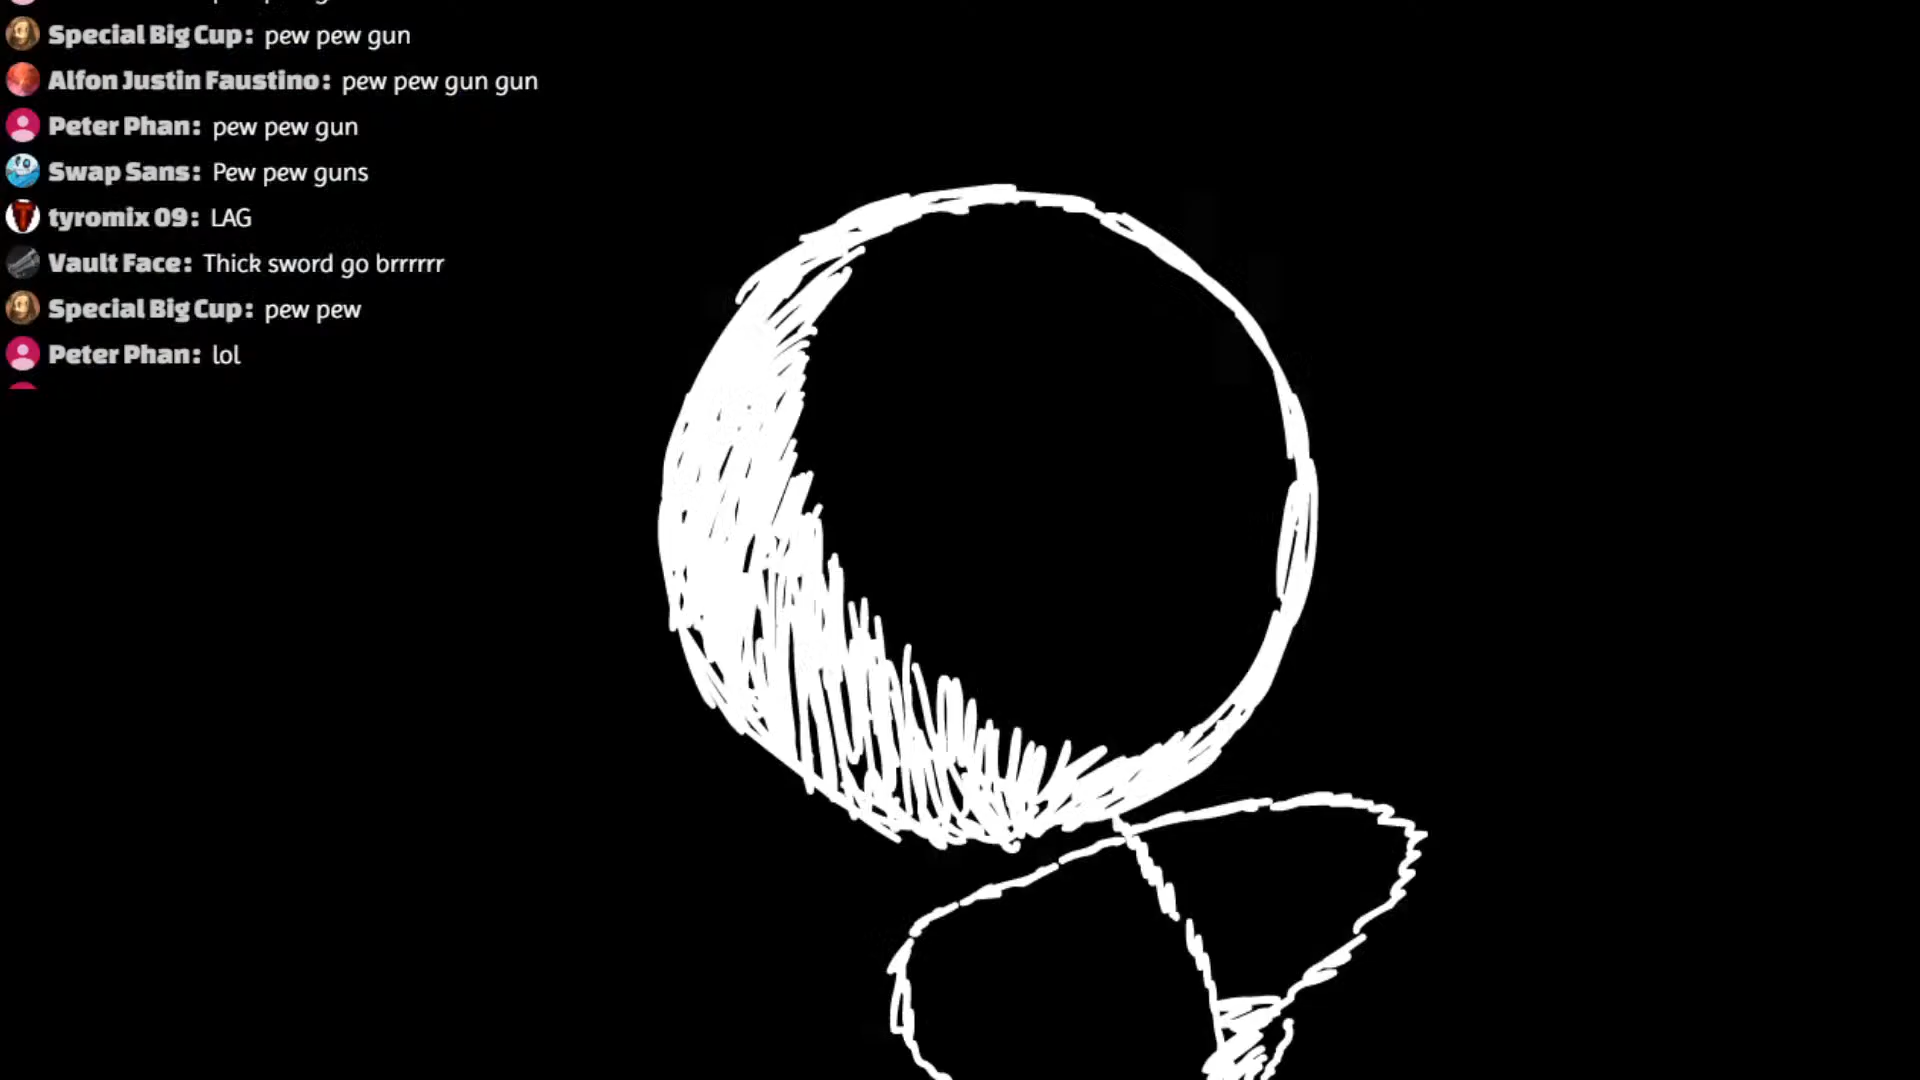 Special Big Cup: pew pew gun
Alfon Justin Faustino: pew pew gun gun
Peter Phan: pew pew gun
Swap Sans: Pew pew guns
tyromix 09: LAG
Vault Face: Thick sword go brrrrrr
Special Big Cup: pew pew
Peter Phan: lol